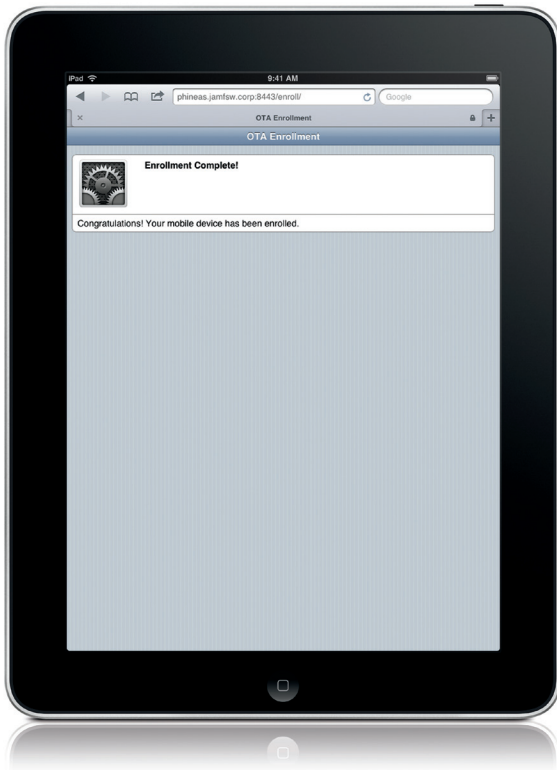 iPad 9:41 AM
phineas.jamfsw.corp:8443/enroll/ Google
OTA Enrollment
OTA Enrollment
Enrollment Complete!
Congratulations! Your mobile device has been enrolled.